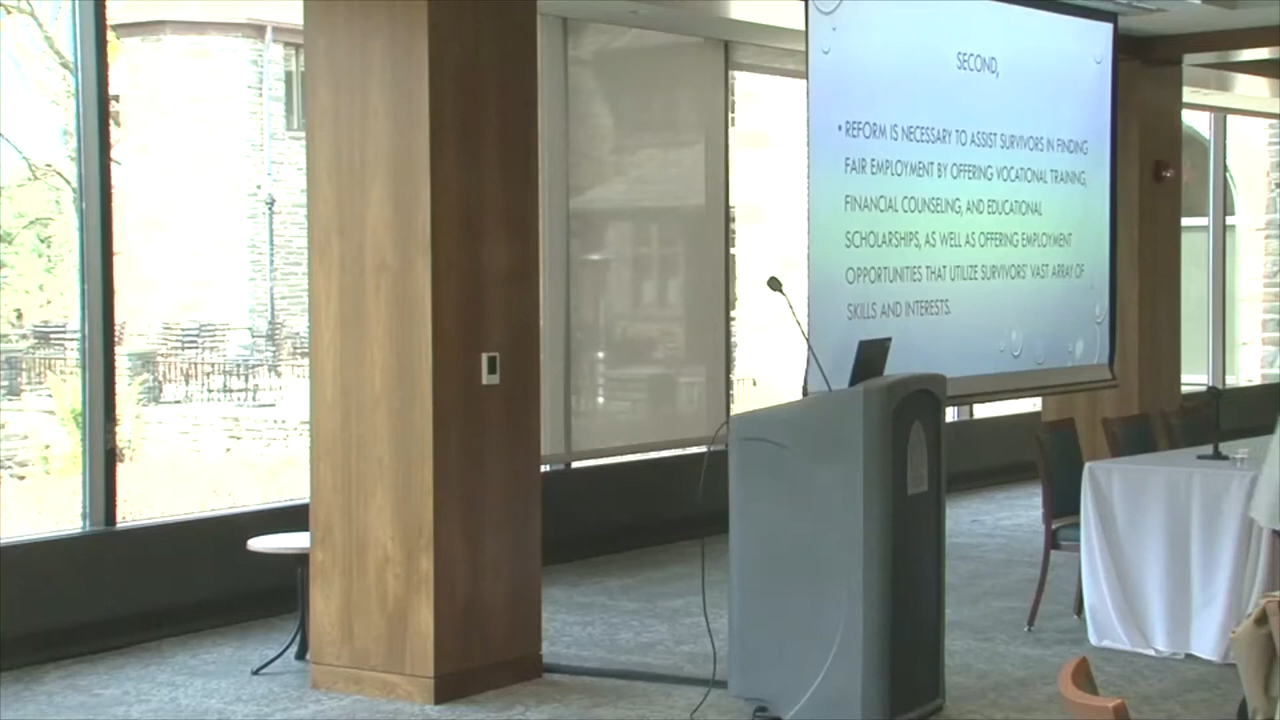 SECOND,
• REFORM IS NECESSARY TO ASSIST SURVIVORS IN FINDING
FAIR EMPLOYMENT BY OFFERING VOCATIONAL TRAINING,
FINANCIAL COUNSELING, AND EDUCATIONAL
SCHOLARSHIPS, AS WELL AS OFFERING EMPLOYMENT
OPPORTUNITIES THAT UTILIZE SURVIVORS' VAST ARRAY OF
SKILLS AND INTERESTS.